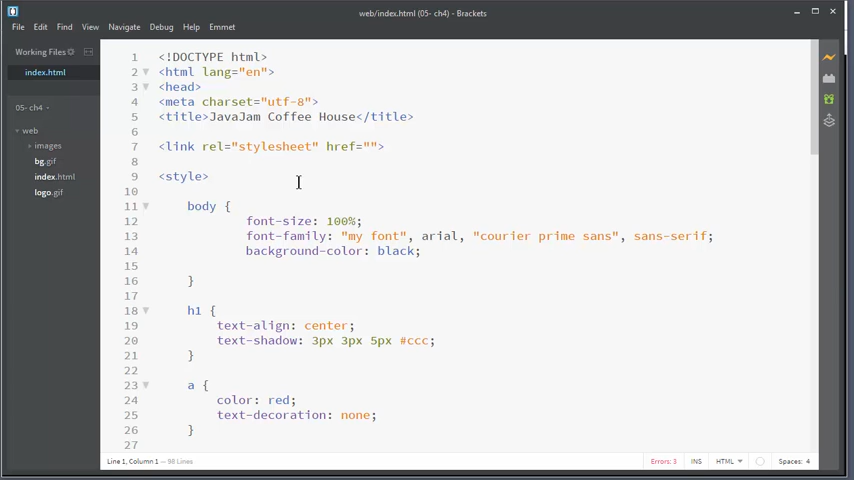 web/index.html (05- ch4) - Brackets
File Edit Find View Navigate Debug Help Emmet
Working Files
index.html
05- ch4
web
images
bg.gif
index.html
logo.gif
1 <!DOCTYPE html>
2 <html lang="en">
3 <head>
4 <meta charset="utf-8">
5 <title>JavaJam Coffee House</title>
6
7 <link rel="stylesheet" href="">
8
9 <style>
10
11 body {
12 font-size: 100%;
13 font-family: "my font", arial, "courier prime sans", sans-serif;
14 background-color: black;
15
16 }
17
18 h1 {
19 text-align: center;
20 text-shadow: 3px 3px 5px #ccc;
21 }
22
23 a {
24 color: red;
25 text-decoration: none;
26 }
27
Line 1, Column 1 — 98 Lines
Errors: 3 INS HTML Spaces: 4